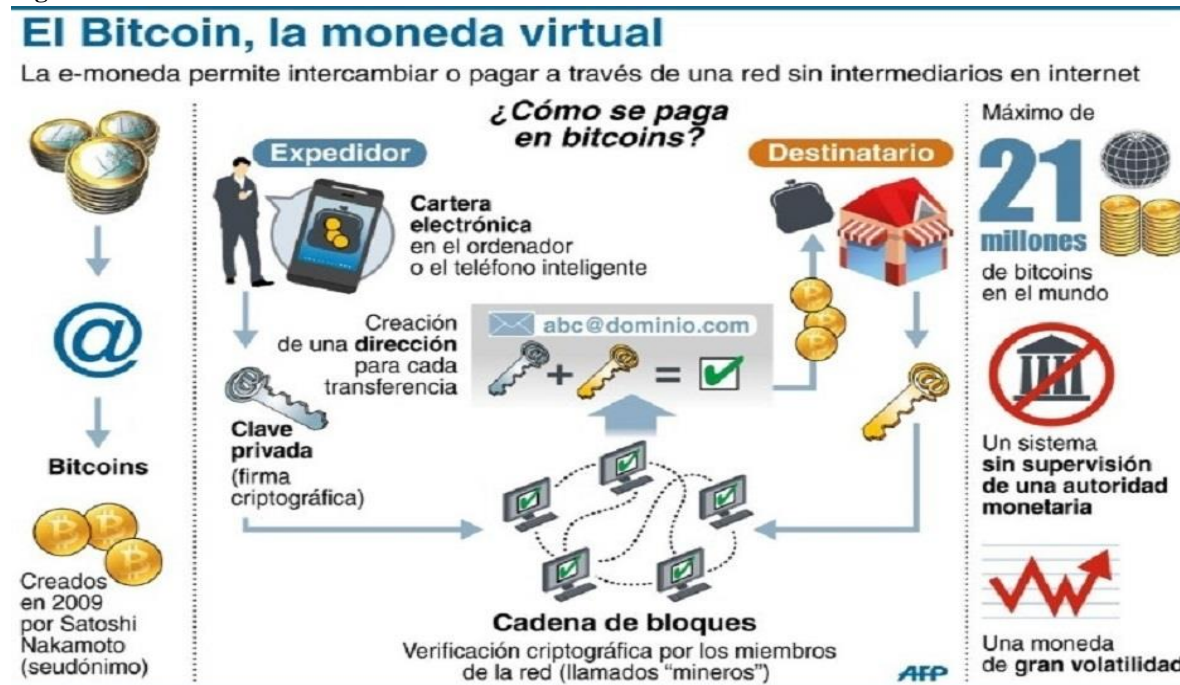 El Bitcoin, la moneda virtual
La e-moneda permite intercambiar o pagar a través de una red sin intermediarios en internet
Bitcoins
Creados
en 2009
por Satoshi
Nakamoto
(seudónimo)
¿Cómo se paga
en bitcoins?
Expedidor
Cartera
electrónica
en el ordenador
o el teléfono inteligente
Destinatario
Creación
de una dirección
para cada
transferencia
abc@dominio.com
Clave
privada
(firma
criptográfica)
Cadena de bloques
Verificación criptográfica por los miembros
de la red (llamados “mineros”)
AFP
Máximo de
21
millones
de bitcoins
en el mundo
Un sistema
sin supervisión
de una autoridad
monetaria
Una moneda
de gran volatilidad